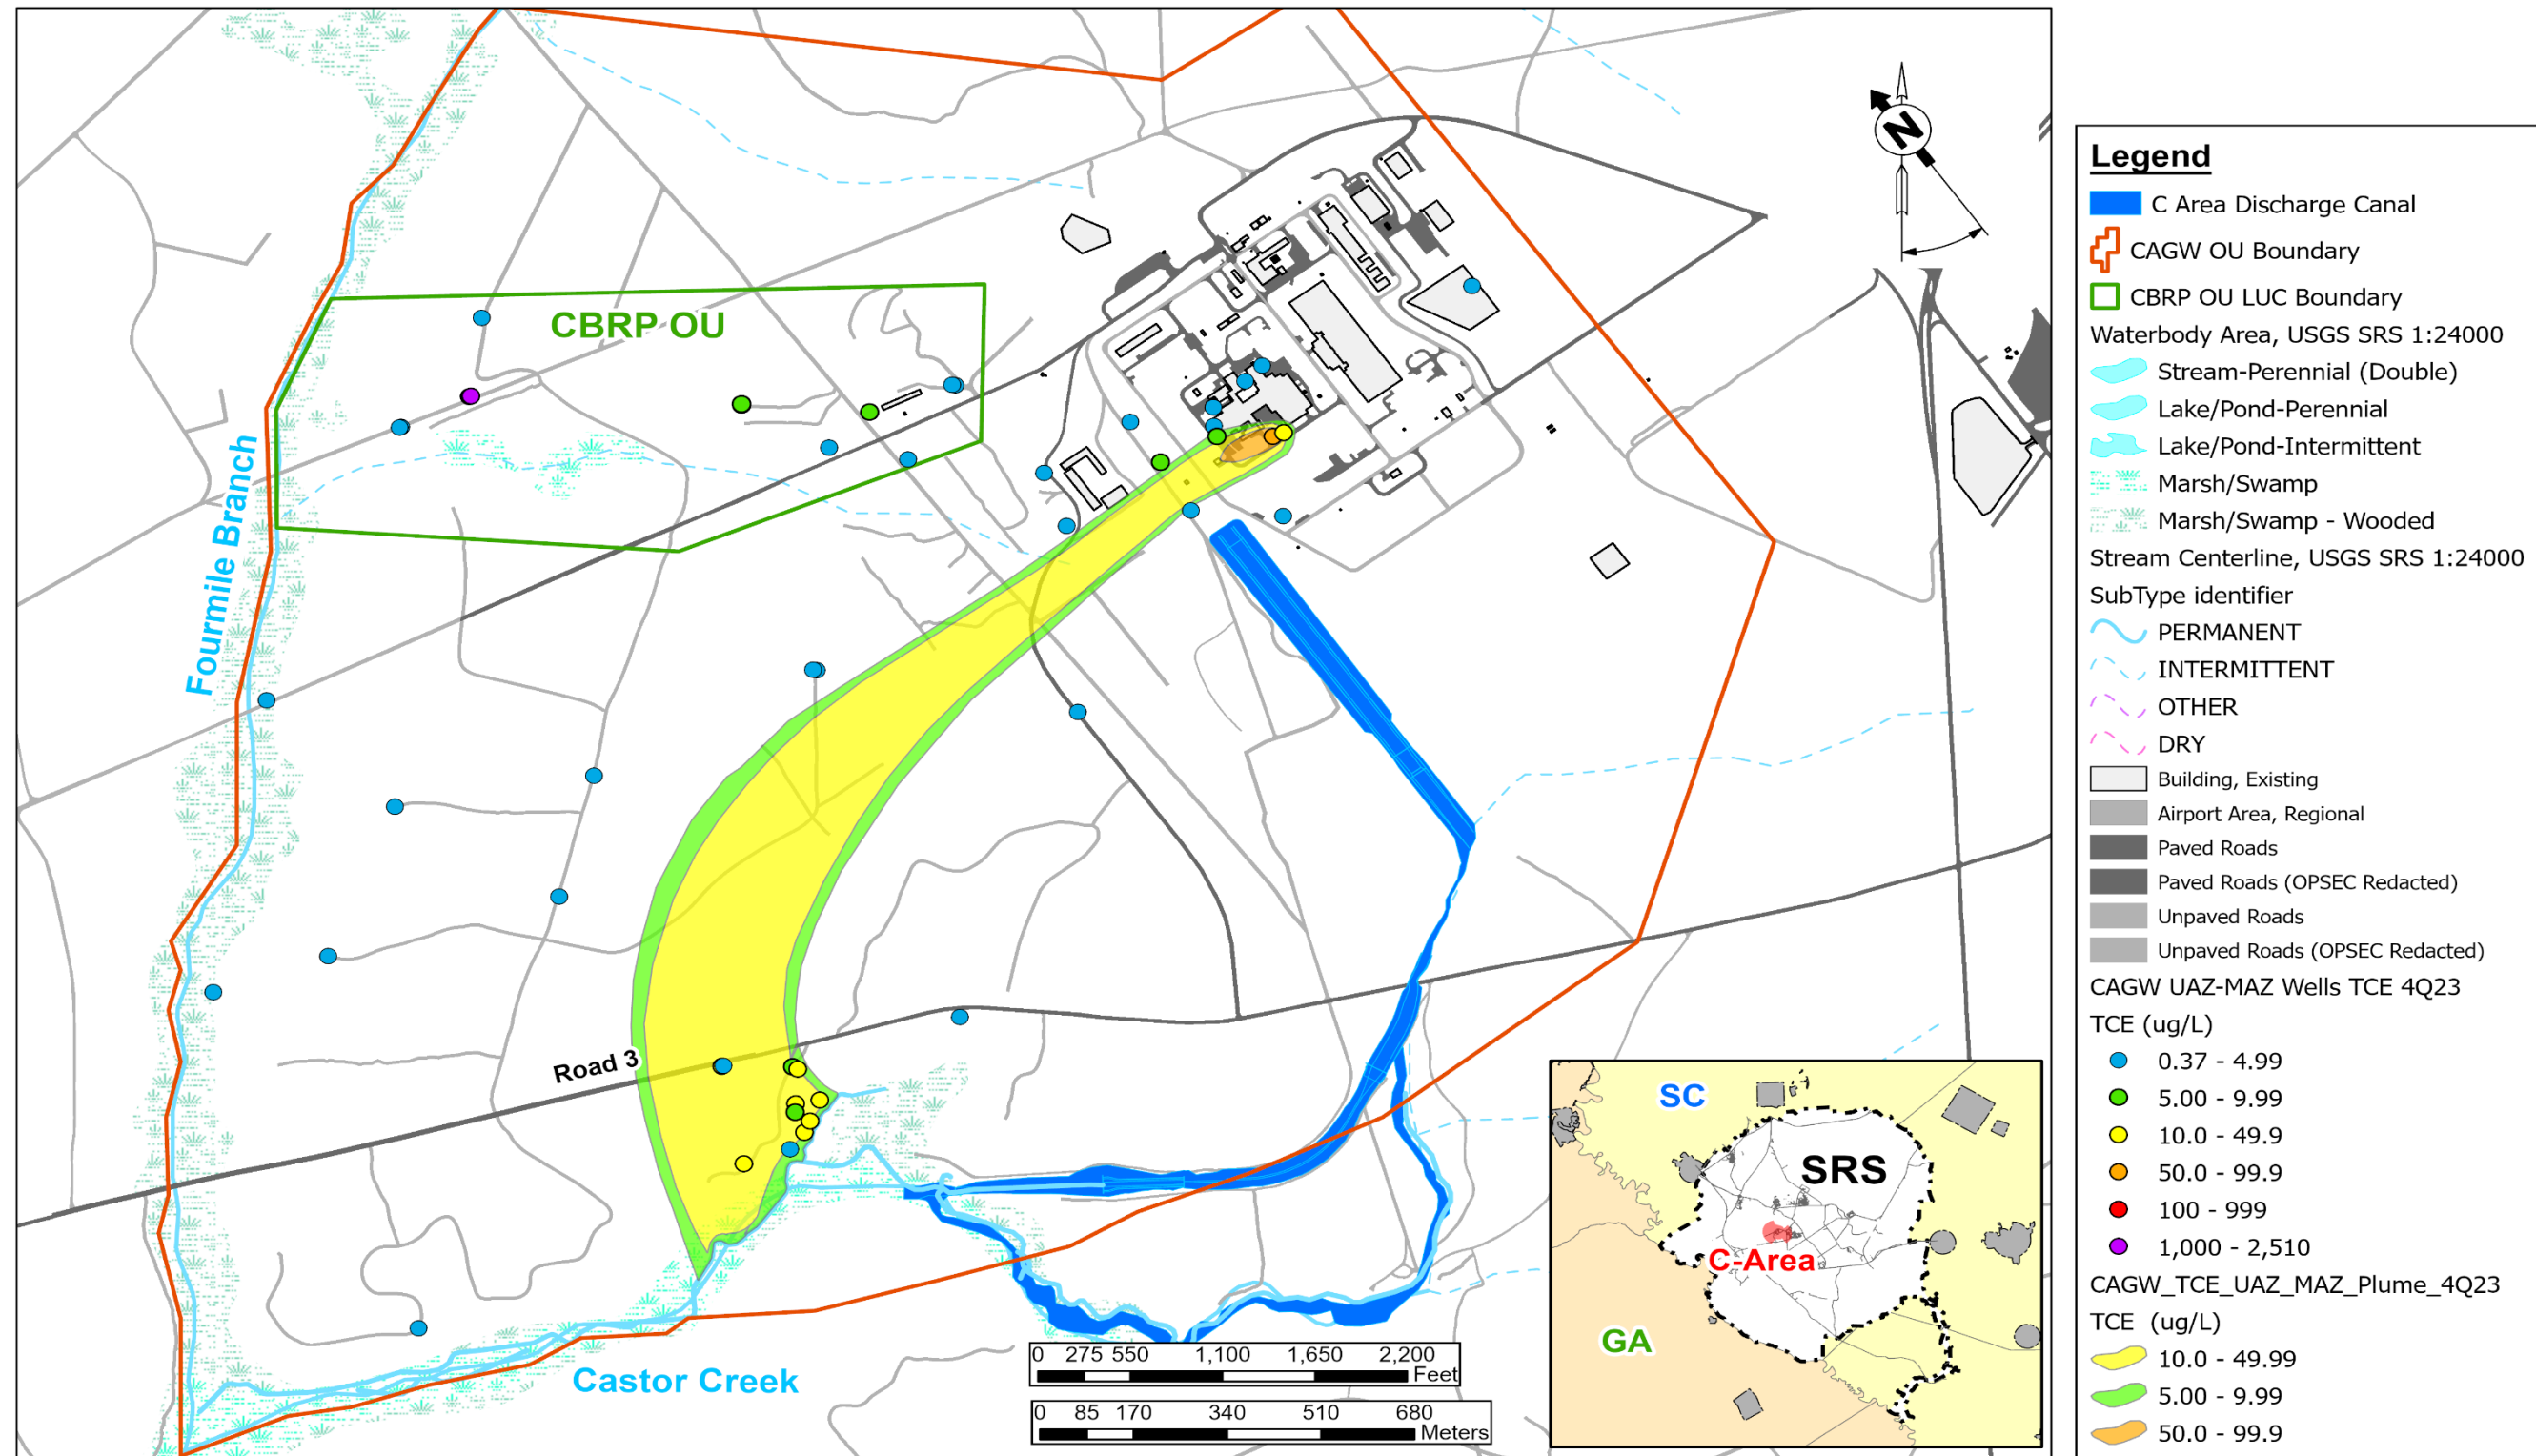 CBRP OU
Fourmile Branch
Road 3
Castor Creek
N
0 275 550 1,100 1,650 2,200
Feet
0 85 170 340 510 680
Meters
SC
SRS
C-Area
GA
Legend
C Area Discharge Canal
CAGW OU Boundary
CBRP OU LUC Boundary
Waterbody Area, USGS SRS 1:24000
Stream-Perennial (Double)
Lake/Pond-Perennial
Lake/Pond-Intermittent
Marsh/Swamp
Marsh/Swamp - Wooded
Stream Centerline, USGS SRS 1:24000
SubType identifier
PERMANENT
INTERMITTENT
OTHER
DRY
Building, Existing
Airport Area, Regional
Paved Roads
Paved Roads (OPSEC Redacted)
Unpaved Roads
Unpaved Roads (OPSEC Redacted)
CAGW UAZ-MAZ Wells TCE 4Q23
TCE (ug/L)
0.37 - 4.99
5.00 - 9.99
10.0 - 49.9
50.0 - 99.9
100 - 999
1,000 - 2,510
CAGW_TCE_UAZ_MAZ_Plume_4Q23
TCE (ug/L)
10.0 - 49.99
5.00 - 9.99
50.0 - 99.9